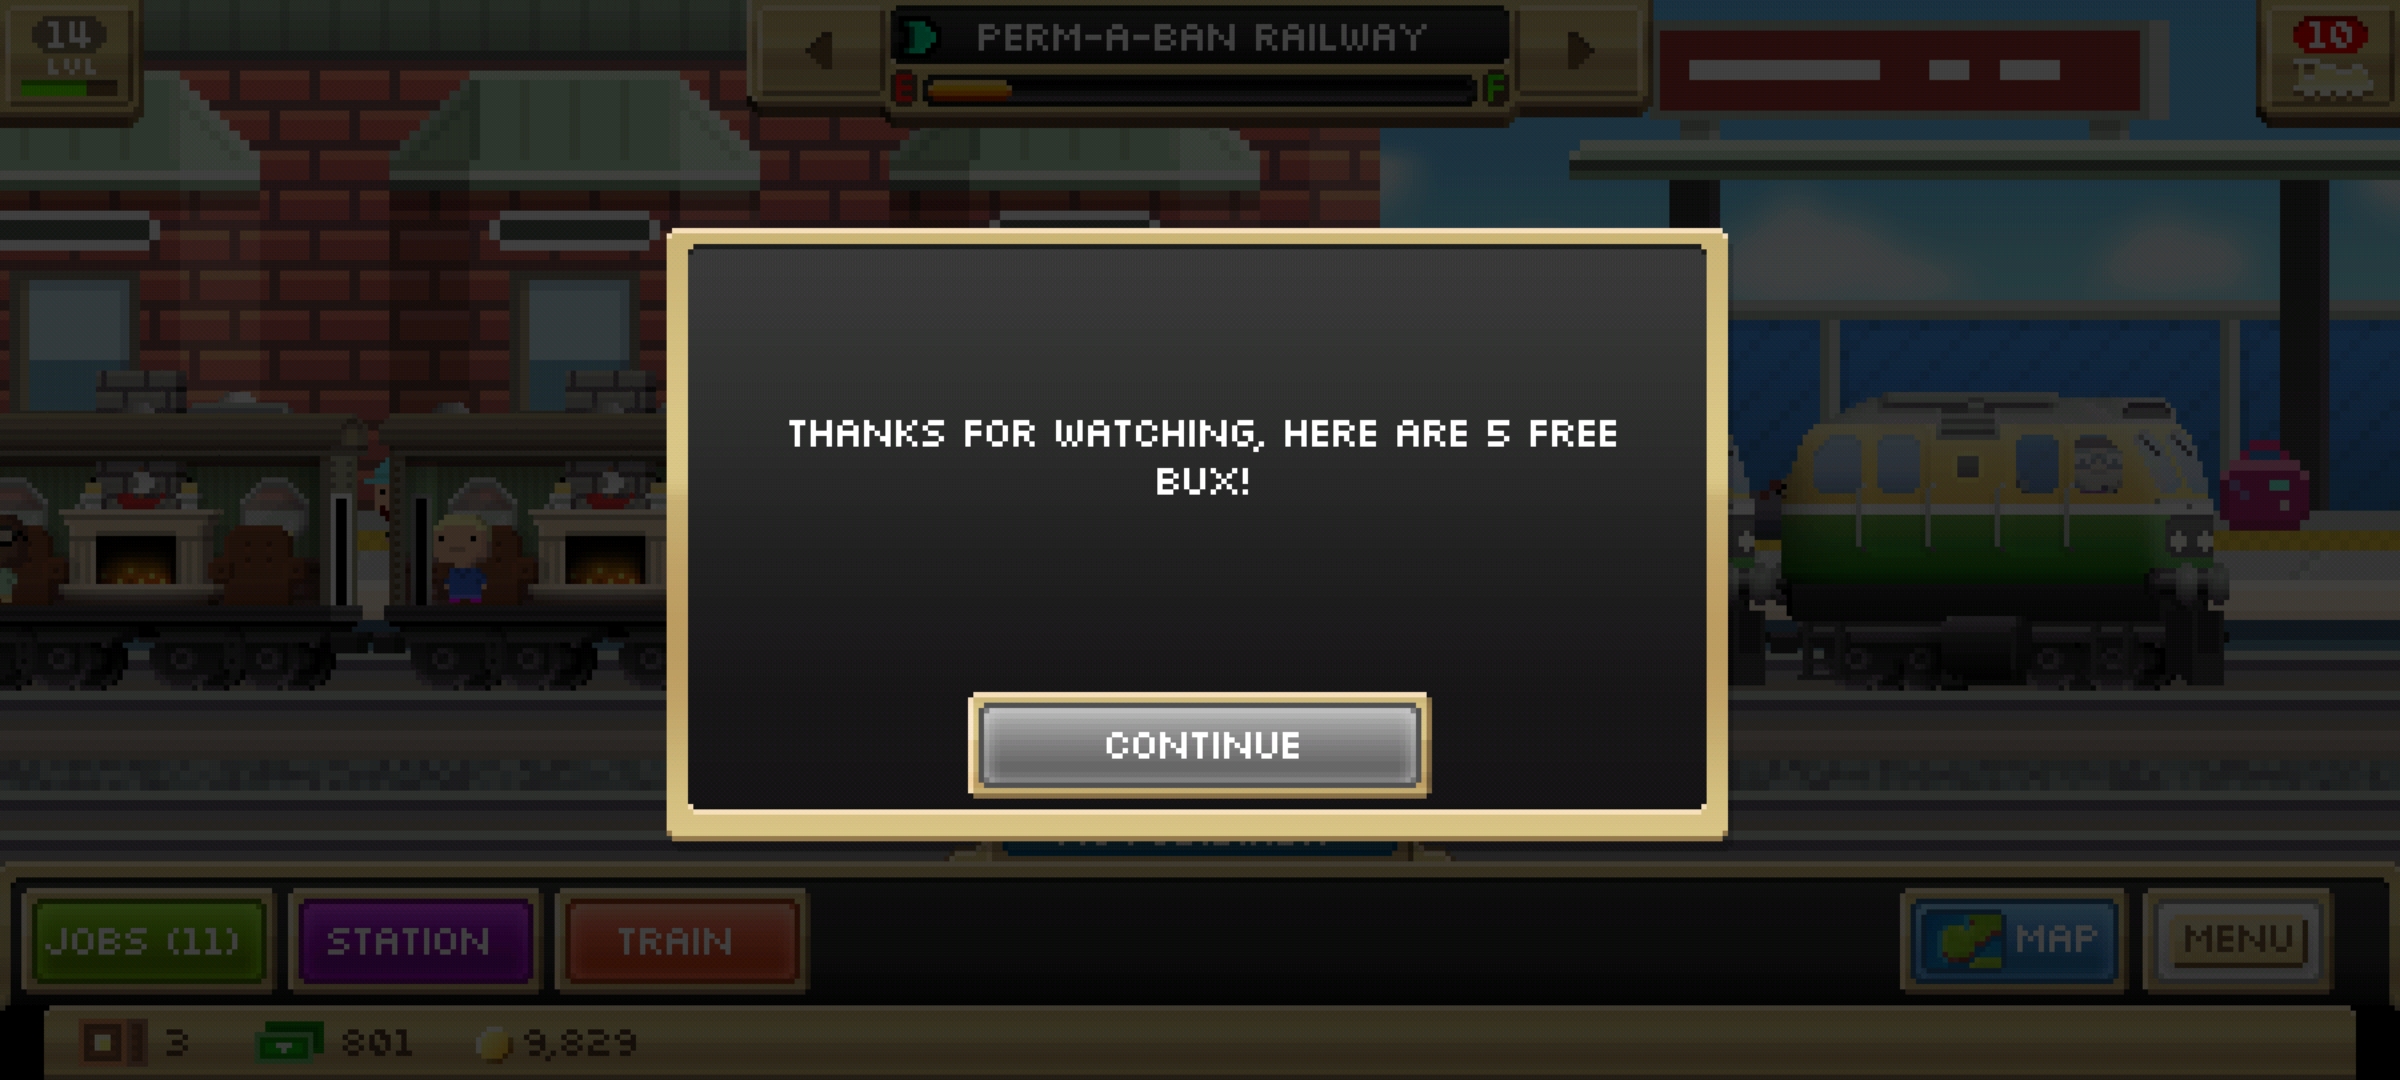 14
LVL
PERM-A-BAN RAILWAY
E
F
10
THANKS FOR WATCHING, HERE ARE 5 FREE
BUX!
CONTINUE
JOBS (11)
STATION
TRAIN
MAP
MENU
3
801
9,829